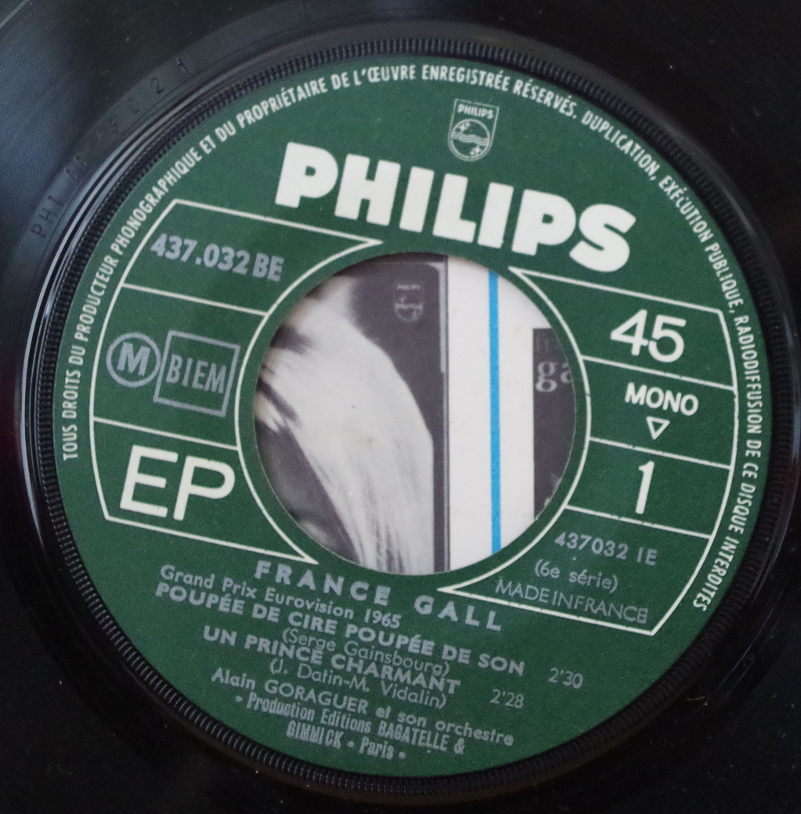 TOUS DROITS DU PRODUCTEUR PHONOGRAPHIQUE ET DU PROPRIÉTAIRE DE L'ŒUVRE ENREGISTRÉE RÉSERVÉS. DUPLICATION, EXÉCUTION PUBLIQUE, RADIODIFFUSION DE CE DISQUE INTERDITES
PHILIPS
PHILIPS
437.032 BE
M BIEM
EP
45
MONO
1
437032 1E
(6e série)
MADE IN FRANCE
FRANCE GALL
Grand Prix Eurovision 1965
POUPÉE DE CIRE POUPÉE DE SON 2'30
(Serge Gainsbourg)
UN PRINCE CHARMANT 2'28
(J. Datin-M. Vidalin)
Alain GORAGUER et son orchestre
• Production Editions BAGATELLE &
GIMMICK • Paris •